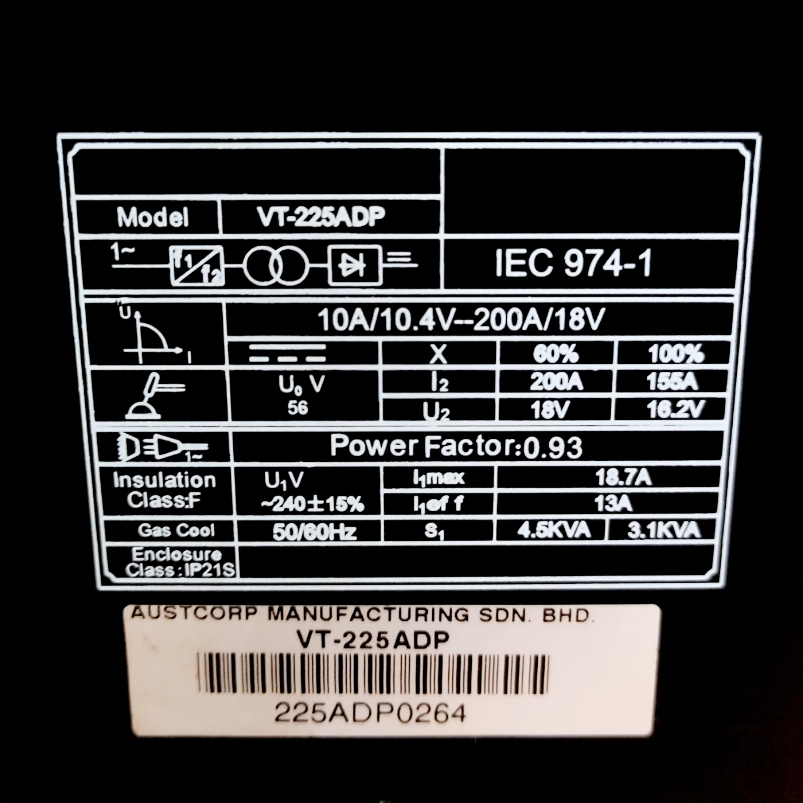 Model VT-225ADP
1~ f1 f2 IEC 974-1
U I 10A/10.4V--200A/18V
X 60% 100%
U₀ V I₂ 200A 155A
56 U₂ 18V 16.2V
1~ Power Factor:0.93
Insulation Class:F U₁V ~240±15% I₁max 18.7A
I₁eff 13A
Gas Cool 50/60Hz S₁ 4.5KVA 3.1KVA
Enclosure
Class:IP21S
AUSTCORP MANUFACTURING SDN. BHD.
VT-225ADP
225ADP0264